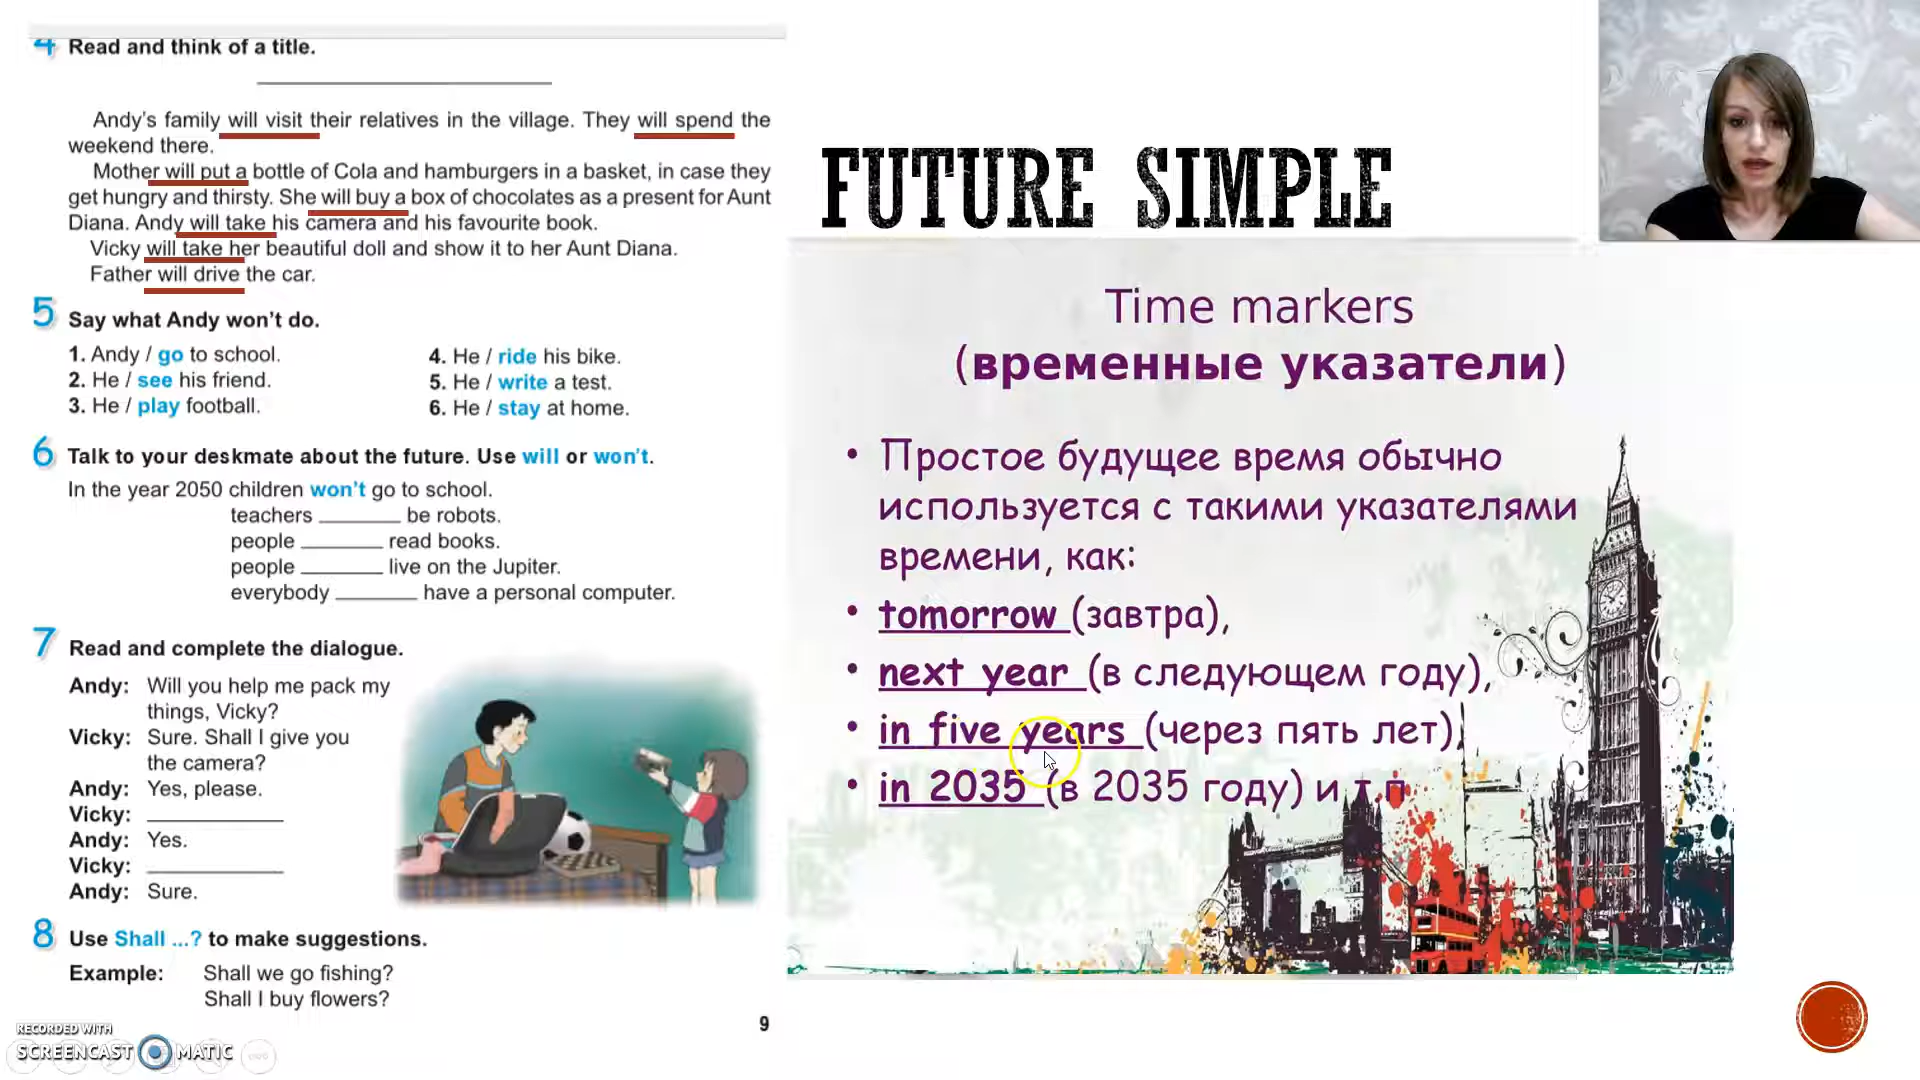 4 Read and think of a title.
Andy's family will visit their relatives in the village. They will spend the
weekend there.
Mother will put a bottle of Cola and hamburgers in a basket, in case they
get hungry and thirsty. She will buy a box of chocolates as a present for Aunt
Diana. Andy will take his camera and his favourite book.
Vicky will take her beautiful doll and show it to her Aunt Diana.
Father will drive the car.
5 Say what Andy won't do.
1. Andy / go to school.
2. He / see his friend.
3. He / play football.
4. He / ride his bike.
5. He / write a test.
6. He / stay at home.
6 Talk to your deskmate about the future. Use will or won't.
In the year 2050 children won't go to school.
teachers ________ be robots.
people ________ read books.
people ________ live on the Jupiter.
everybody ________ have a personal computer.
7 Read and complete the dialogue.
Andy: Will you help me pack my
things, Vicky?
Vicky: Sure. Shall I give you
the camera?
Andy: Yes, please.
Vicky: ____________
Andy: Yes.
Vicky: ____________
Andy: Sure.
8 Use Shall ...? to make suggestions.
Example: Shall we go fishing?
Shall I buy flowers?
9
RECORDED WITH
SCREENCAST MATIC
FUTURE SIMPLE
Time markers
(временные указатели)
• Простое будущее время обычно
используется с такими указателями
времени, как:
• tomorrow (завтра),
• next year (в следующем году),
• in five years (через пять лет),
• in 2035 (в 2035 году) и т.п